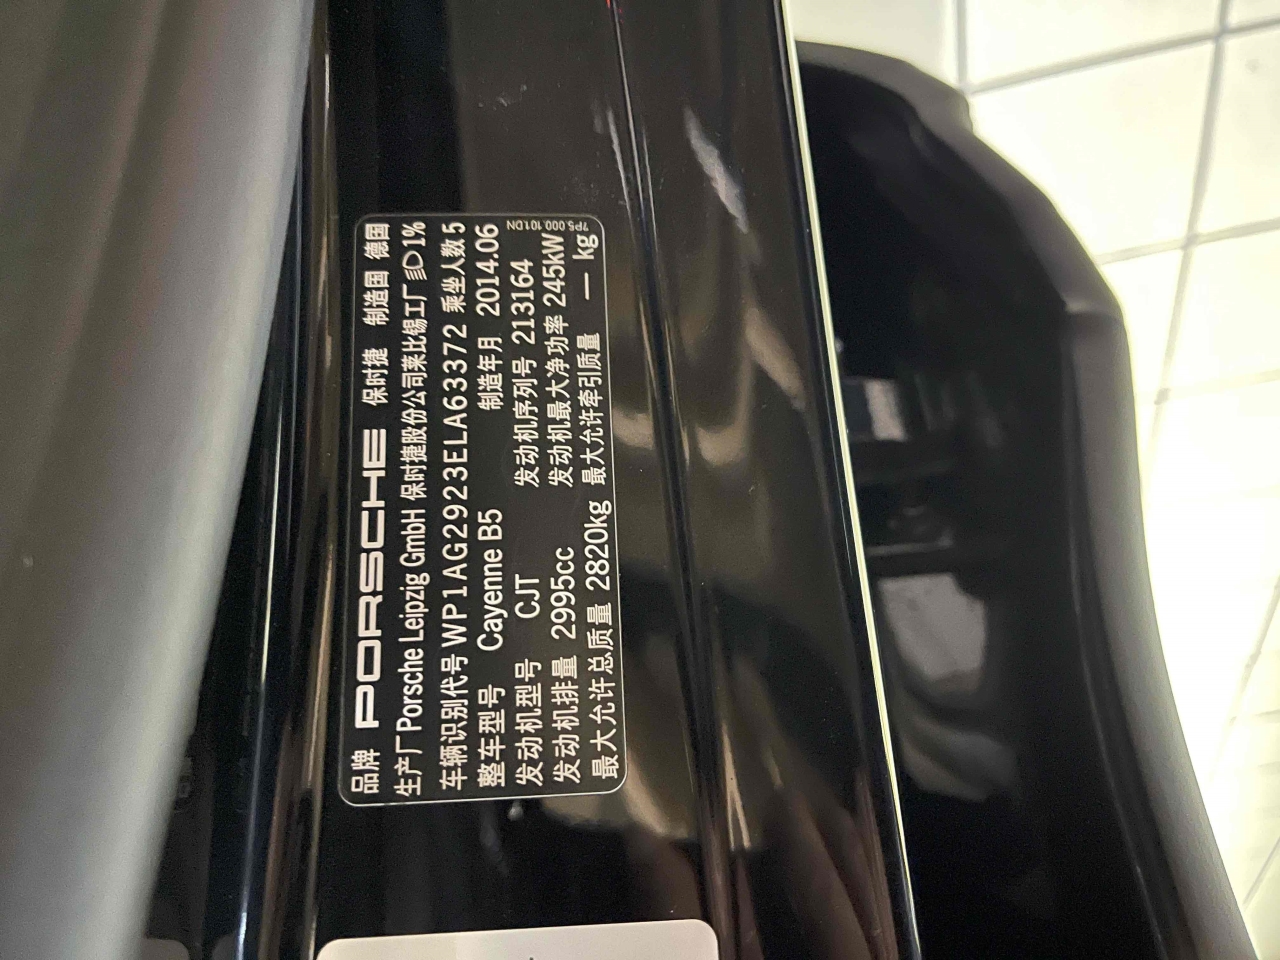 品牌 PORSCHE 保时捷 制造国 德国
生产厂 Porsche Leipzig GmbH 保时捷股份公司莱比锡工厂 1%
车辆识别代号 WP1AG2923ELA63372 乘坐人数 5
整车型号 Cayenne B5 制造年月 2014.06
发动机型号 CJT 发动机序列号 213164
发动机排量 2995cc 发动机最大净功率 245kW
最大允许总质量 2820kg 最大允许牵引质量 — kg
7P5.000.101.DN